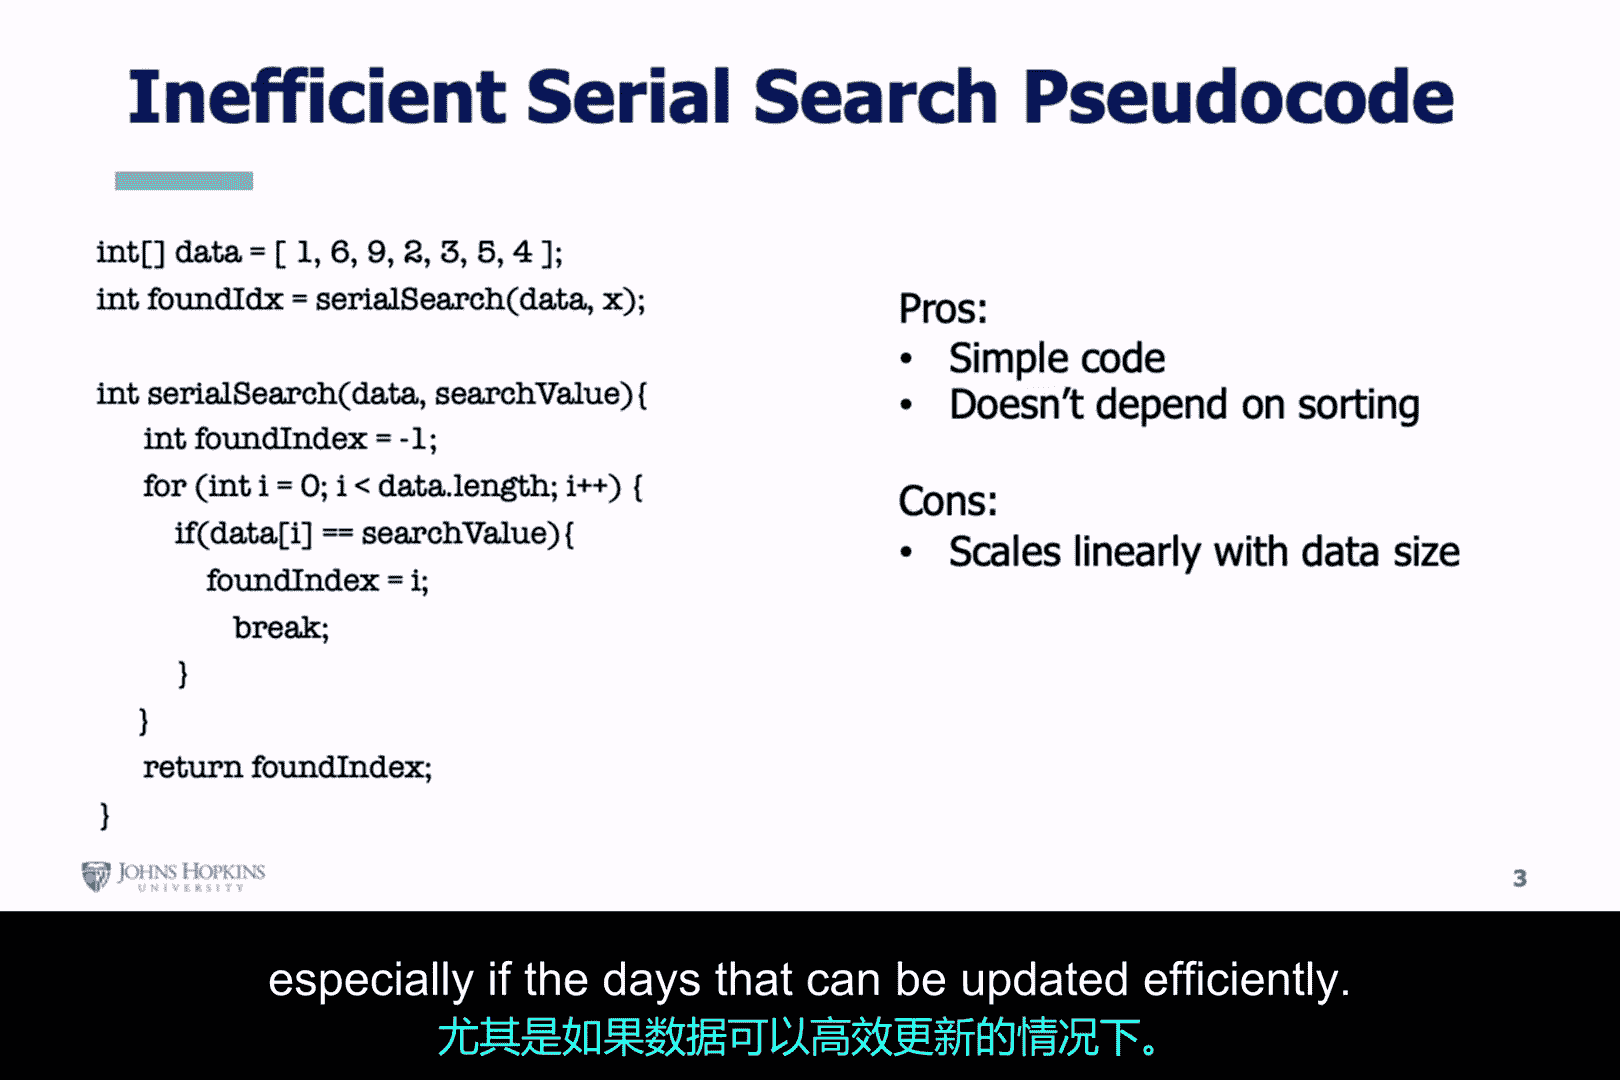 Inefficient Serial Search Pseudocode
int[] data = [ 1, 6, 9, 2, 3, 5, 4 ];
int foundIdx = serialSearch(data, x);
int serialSearch(data, searchValue){
int foundIndex = -1;
for (int i = 0; i < data.length; i++) {
if(data[i] == searchValue){
foundIndex = i;
break;
}
}
return foundIndex;
}
Pros:
• Simple code
• Doesn’t depend on sorting
Cons:
• Scales linearly with data size
JOHNS HOPKINS
UNIVERSITY
3
especially if the days that can be updated efficiently.
尤其是如果数据可以高效更新的情况下。